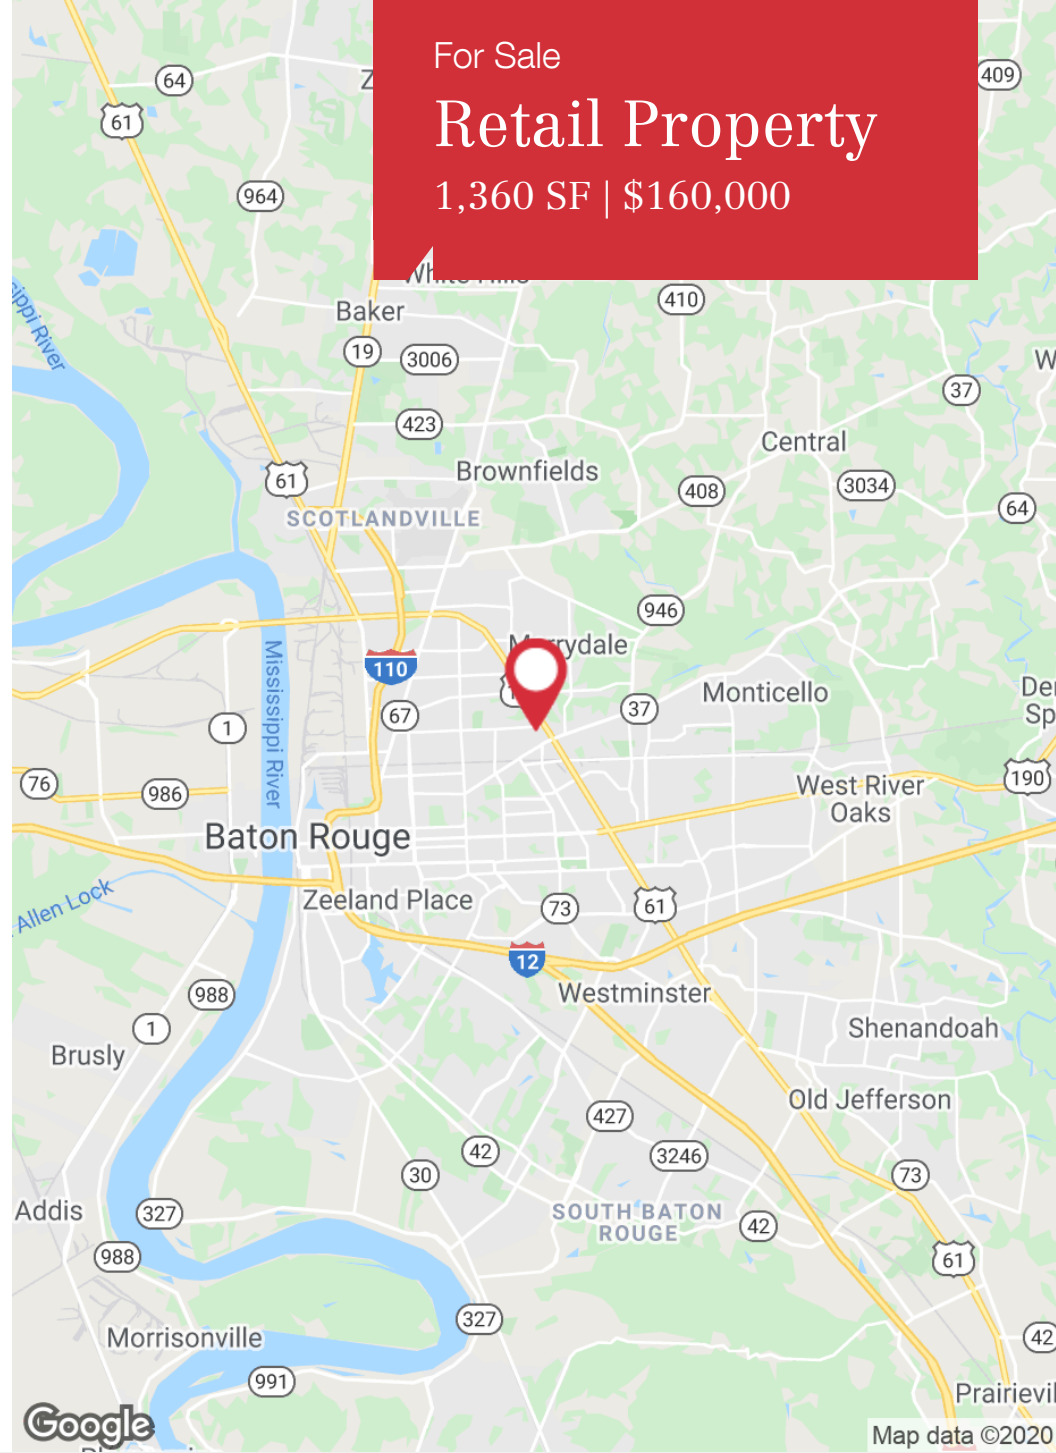 For Sale
Retail Property
1,360 SF | $160,000
64
409
61
964
410
Baker
19
3006
37
423
Central
Brownfields
61
3034
408
64
SCOTLANDVILLE
946
Merrydale
110
Monticello
67
37
1
Mississippi River
76
986
190
West River
Oaks
Baton Rouge
Zeeland Place
Allen Lock
73
61
12
988
Westminster
1
Shenandoah
Brusly
Old Jefferson
427
42
3246
30
73
Addis
327
SOUTH BATON
ROUGE
42
988
61
327
Morrisonville
42
991
Google
Map data ©2020